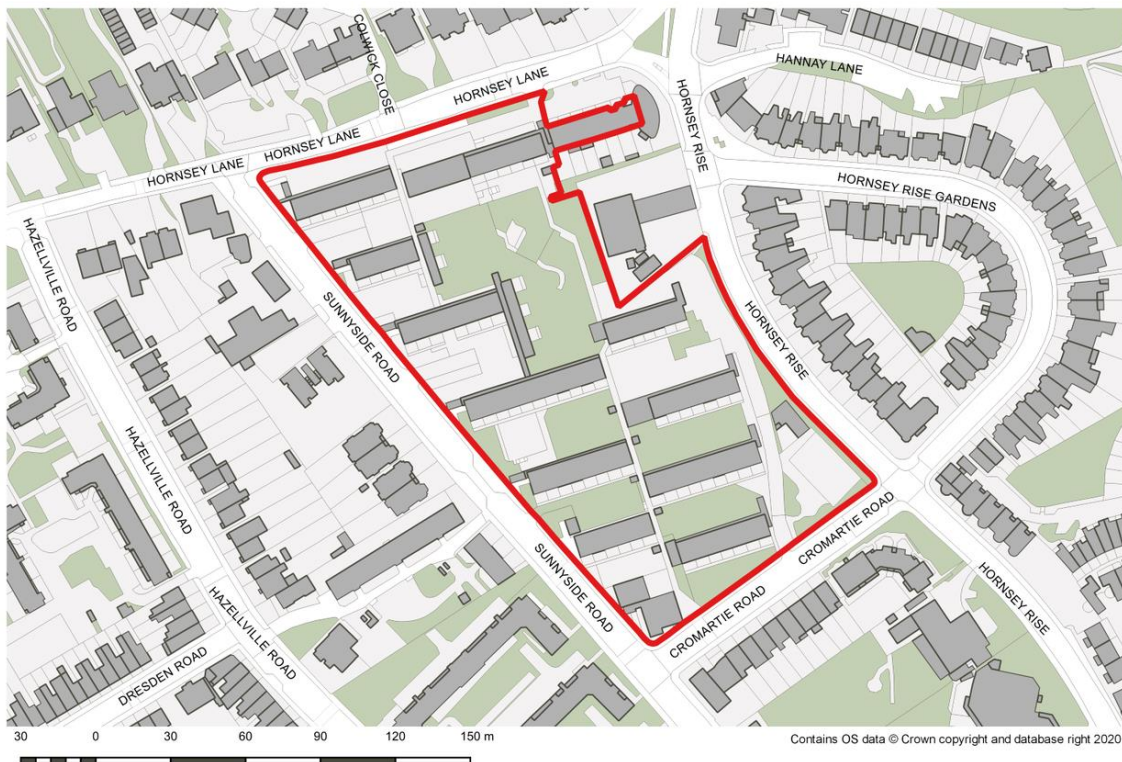 COLWICK CLOSE
HORNSEY LANE
HORNSEY LANE
HORNSEY LANE
HORNSEY RISE
HANNAY LANE
HORNSEY RISE GARDENS
HAZELLVILLE ROAD
SUNNYSIDE ROAD
HORNSEY RISE
HAZELLVILLE ROAD
CROMARTIE ROAD
SUNNYSIDE ROAD
HORNSEY RISE
HAZELLVILLE ROAD
CROMARTIE ROAD
DRESDEN ROAD
30 0 30 60 90 120 150 m
Contains OS data © Crown copyright and database right 2020